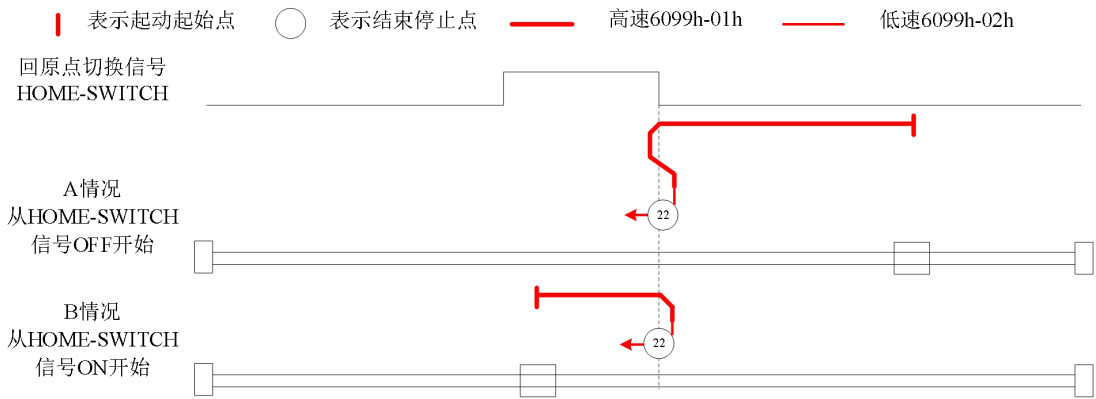 表示起动起始点 表示结束停止点 高速6099h-01h 低速6099h-02h
回原点切换信号
HOME-SWITCH
A情况
从HOME-SWITCH
信号OFF开始
22
B情况
从HOME-SWITCH
信号ON开始
22